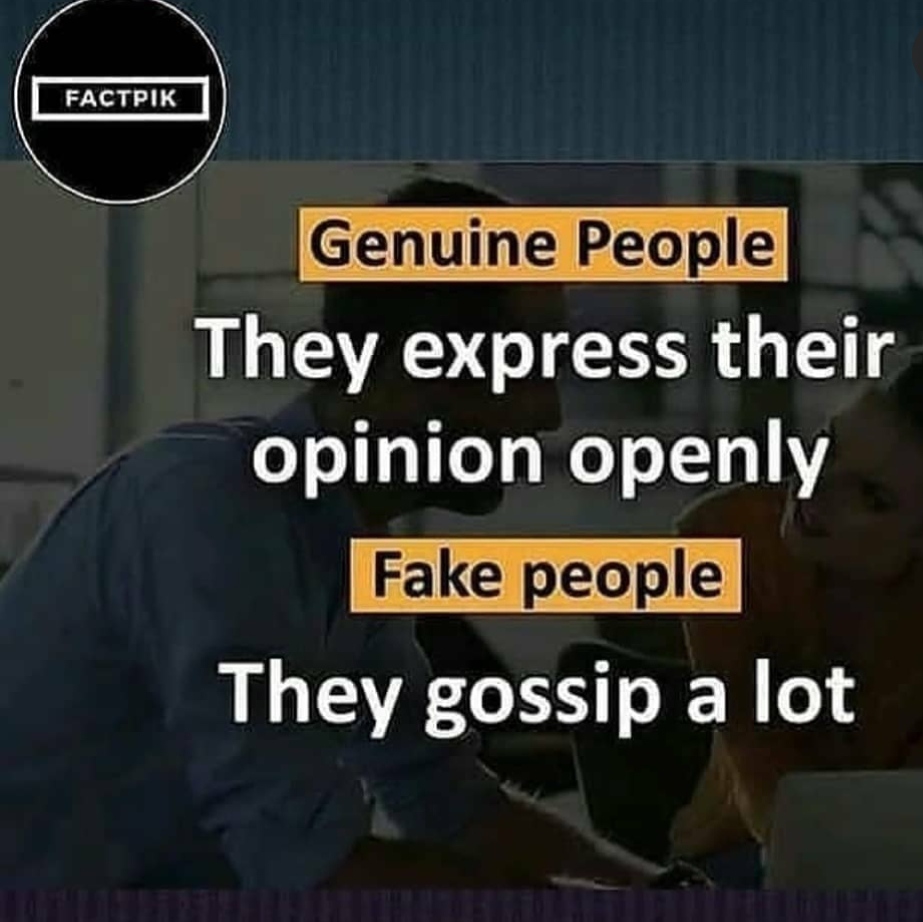 FACTPIK
Genuine People
They express their
opinion openly
Fake people
They gossip a lot